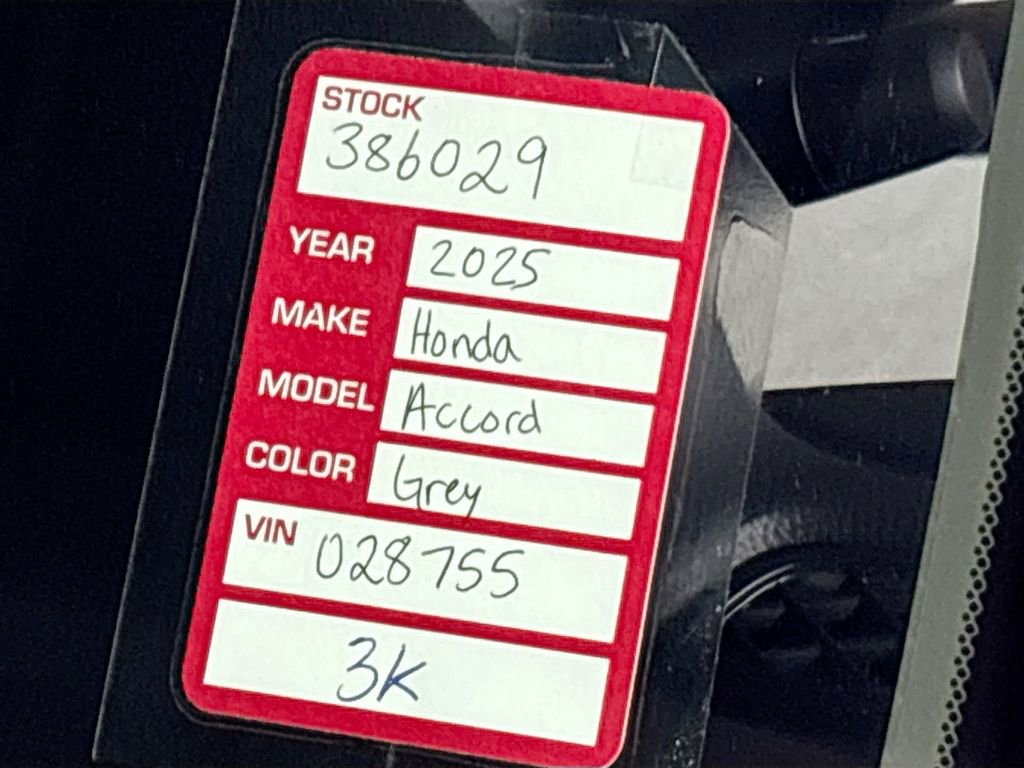 STOCK
386029
YEAR 2025
MAKE Honda
MODEL Accord
COLOR Grey
VIN 028755
3K